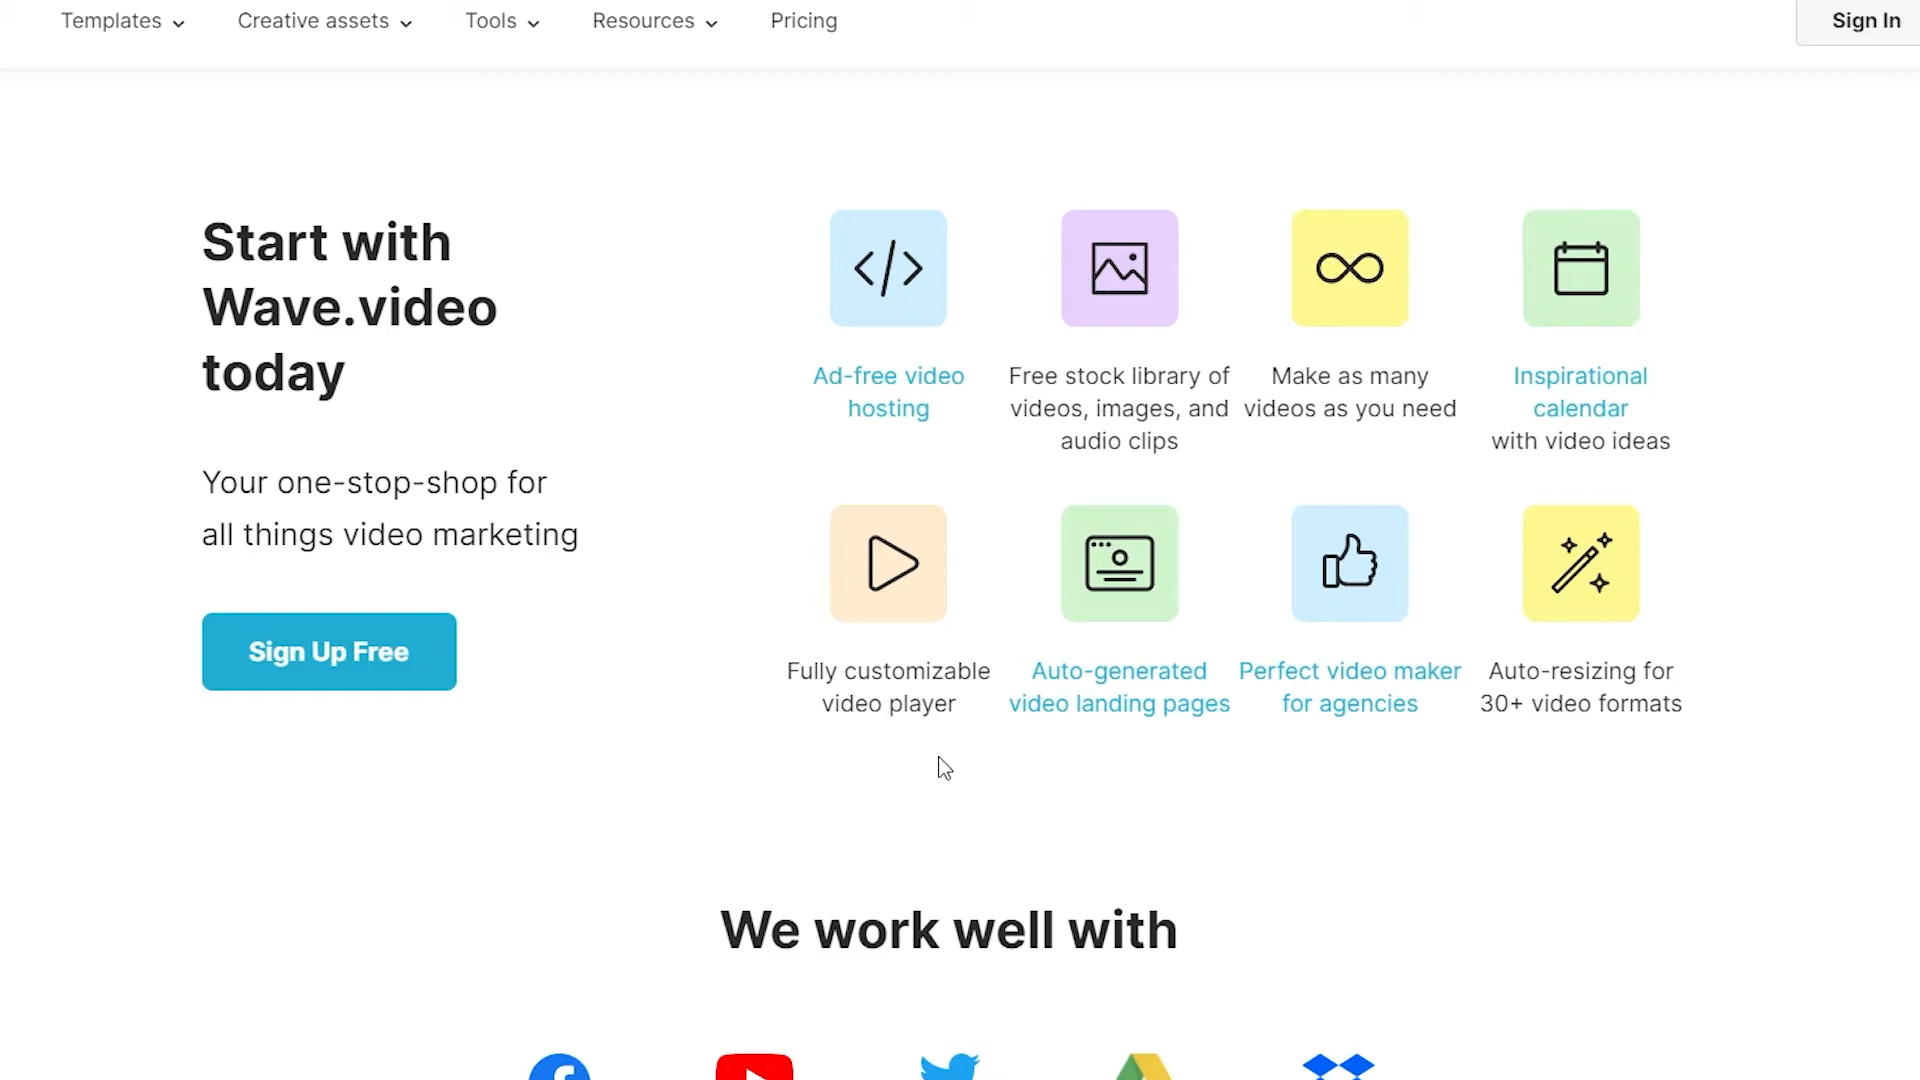 Templates
Creative assets
Tools
Resources
Pricing
Sign In
Start with
Wave.video
today
Your one-stop-shop for
all things video marketing
Sign Up Free
Ad-free video
hosting
Free stock library of
videos, images, and
audio clips
Make as many
videos as you need
Inspirational
calendar
with video ideas
Fully customizable
video player
Auto-generated
video landing pages
Perfect video maker
for agencies
Auto-resizing for
30+ video formats
We work well with